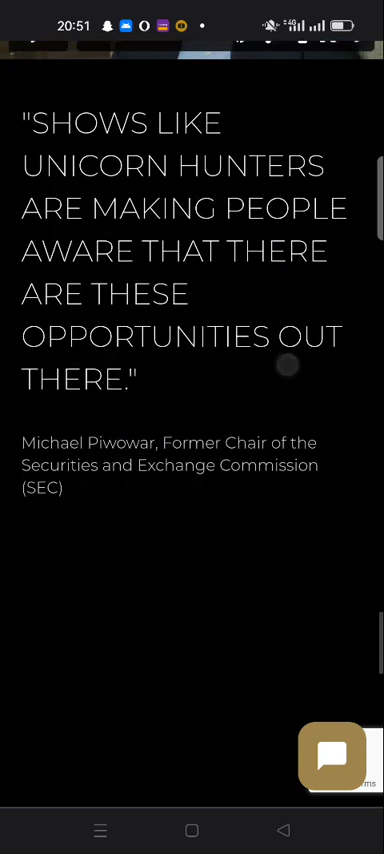 20:51
4G
"SHOWS LIKE
UNICORN HUNTERS
ARE MAKING PEOPLE
AWARE THAT THERE
ARE THESE
OPPORTUNITIES OUT
THERE."
Michael Piwowar, Former Chair of the
Securities and Exchange Commission
(SEC)